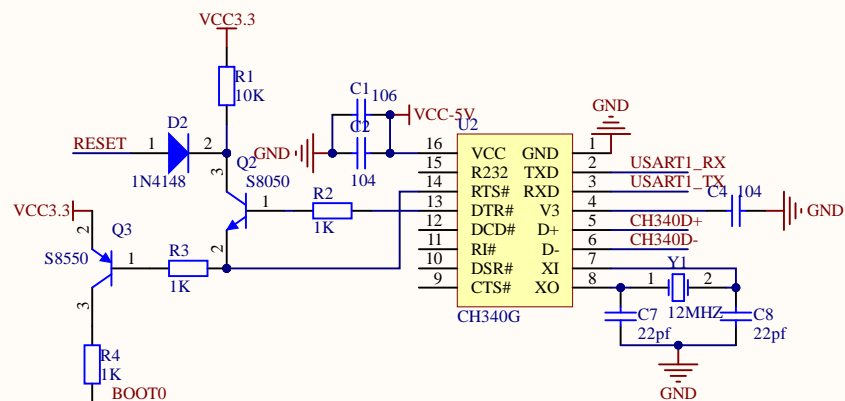 VCC3.3
R1
10K
C1
106
VCC-5V
GND
D2
C2
U2
RESET
1
2
GND
16
VCC
GND
1
Q2
15
R232
TXD
2
USART1_RX
1N4148
3
S8050
104
14
RTS#
RXD
3
USART1_TX
R2
C4
104
VCC3.3
1
13
DTR#
V3
4
GND
Q3
1K
12
DCD#
D+
5
CH340D+
2
R3
2
11
RI#
D-
6
CH340D-
S8550
1
10
DSR#
XI
7
Y1
1K
9
CTS#
XO
8
1
2
3
CH340G
C7
12MHZ
C8
22pf
22pf
R4
1K
BOOT0
GND